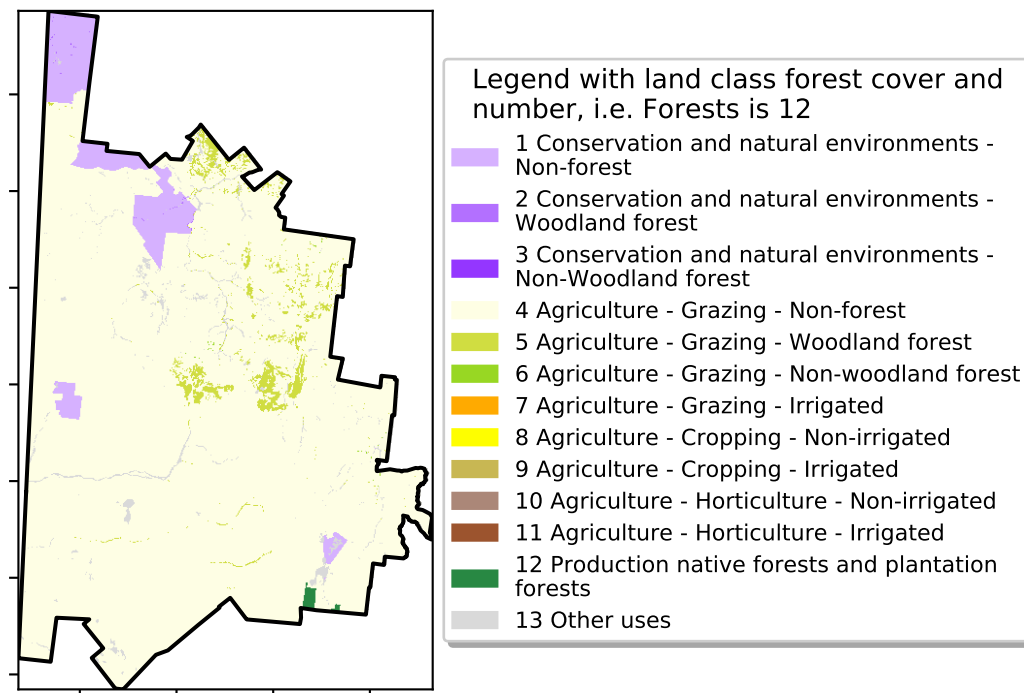 Legend with land class forest cover and
number, i.e. Forests is 12
1 Conservation and natural environments -
Non-forest
2 Conservation and natural environments -
Woodland forest
3 Conservation and natural environments -
Non-Woodland forest
4 Agriculture - Grazing - Non-forest
5 Agriculture - Grazing - Woodland forest
6 Agriculture - Grazing - Non-woodland forest
7 Agriculture - Grazing - Irrigated
8 Agriculture - Cropping - Non-irrigated
9 Agriculture - Cropping - Irrigated
10 Agriculture - Horticulture - Non-irrigated
11 Agriculture - Horticulture - Irrigated
12 Production native forests and plantation
forests
13 Other uses